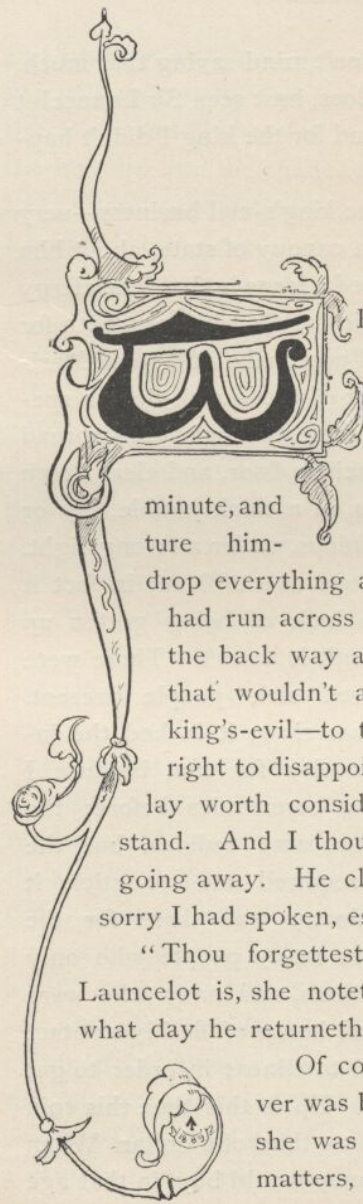 W
minute, and
ture him-
drop everything a
had run across
the back way a
that wouldn't a
king's-evil—to t
right to disappoi
lay worth consid
stand. And I thou
going away. He cl
sorry I had spoken, es
“Thou forgettest
Launcelot is, she notet
what day he returneth
Of co
ver was b
she was
matters,